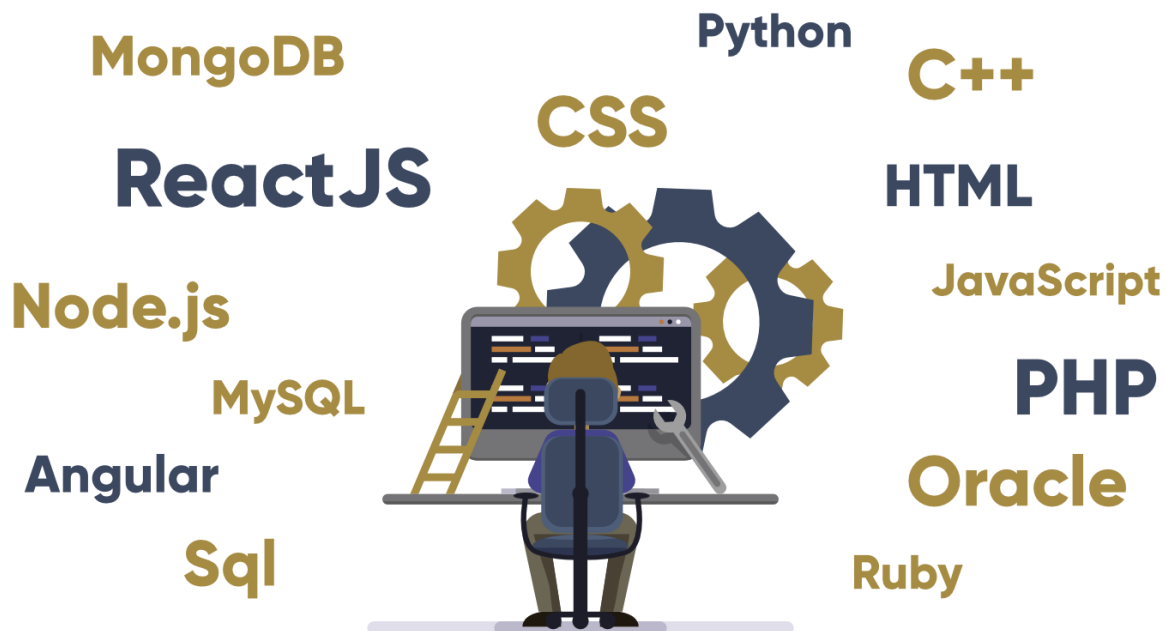 Python
MongoDB
C++
CSS
ReactJS
HTML
JavaScript
Node.js
PHP
MySQL
Angular
Oracle
Sql
Ruby